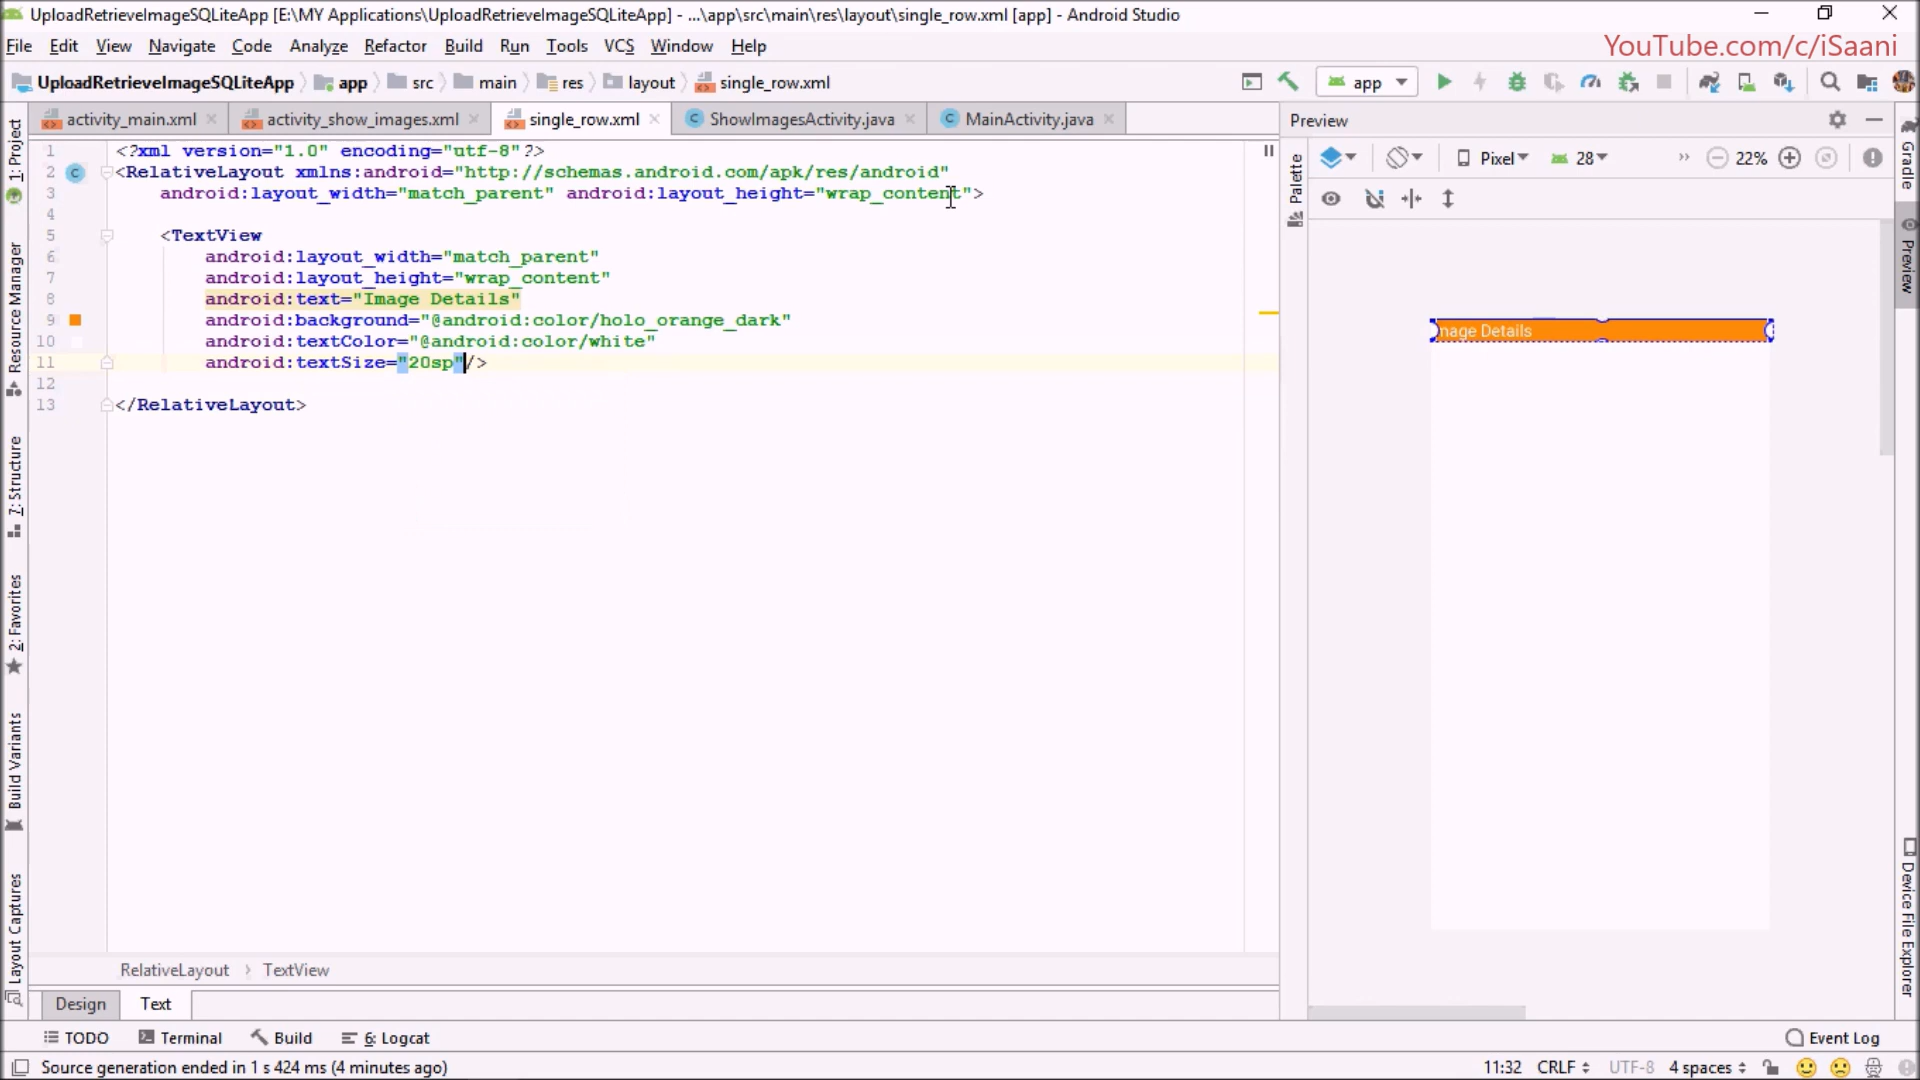 UploadRetrieveImageSQLiteApp [E:\MY Applications\UploadRetrieveImageSQLiteApp] - ...\app\src\main\res\layout\single_row.xml [app] - Android Studio
File Edit View Navigate Code Analyze Refactor Build Run Tools VCS Window Help
YouTube.com/c/iSaani
UploadRetrieveImageSQLiteApp app src main res layout single_row.xml
app
activity_main.xml activity_show_images.xml single_row.xml ShowImagesActivity.java MainActivity.java
Preview
1 <?xml version="1.0" encoding="utf-8"?>
2 <RelativeLayout xmlns:android="http://schemas.android.com/apk/res/android"
3 android:layout_width="match_parent" android:layout_height="wrap_content">
4
5 <TextView
6 android:layout_width="match_parent"
7 android:layout_height="wrap_content"
8 android:text="Image Details"
9 android:background="@android:color/holo_orange_dark"
10 android:textColor="@android:color/white"
11 android:textSize="20sp"/>
12
13 </RelativeLayout>
1: Project
Resource Manager
7: Structure
2: Favorites
Build Variants
Layout Captures
Palette
Pixel 28 22%
mage Details
Gradle
Preview
Device File Explorer
RelativeLayout TextView
Design Text
TODO Terminal Build 6: Logcat Event Log
Source generation ended in 1 s 424 ms (4 minutes ago) 11:32 CRLF UTF-8 4 spaces